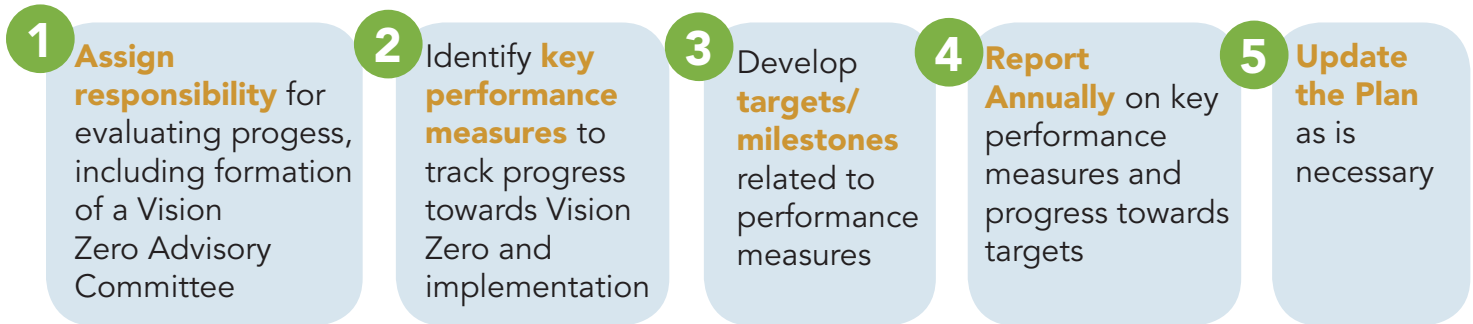 1
Assign
responsibility for
evaluating progess,
including formation
of a Vision
Zero Advisory
Committee
2
Identify key
performance
measures to
track progress
towards Vision
Zero and
implementation
3
Develop
targets/
milestones
related to
performance
measures
4
Report
Annually on key
performance
measures and
progress towards
targets
5
Update
the Plan
as is
necessary